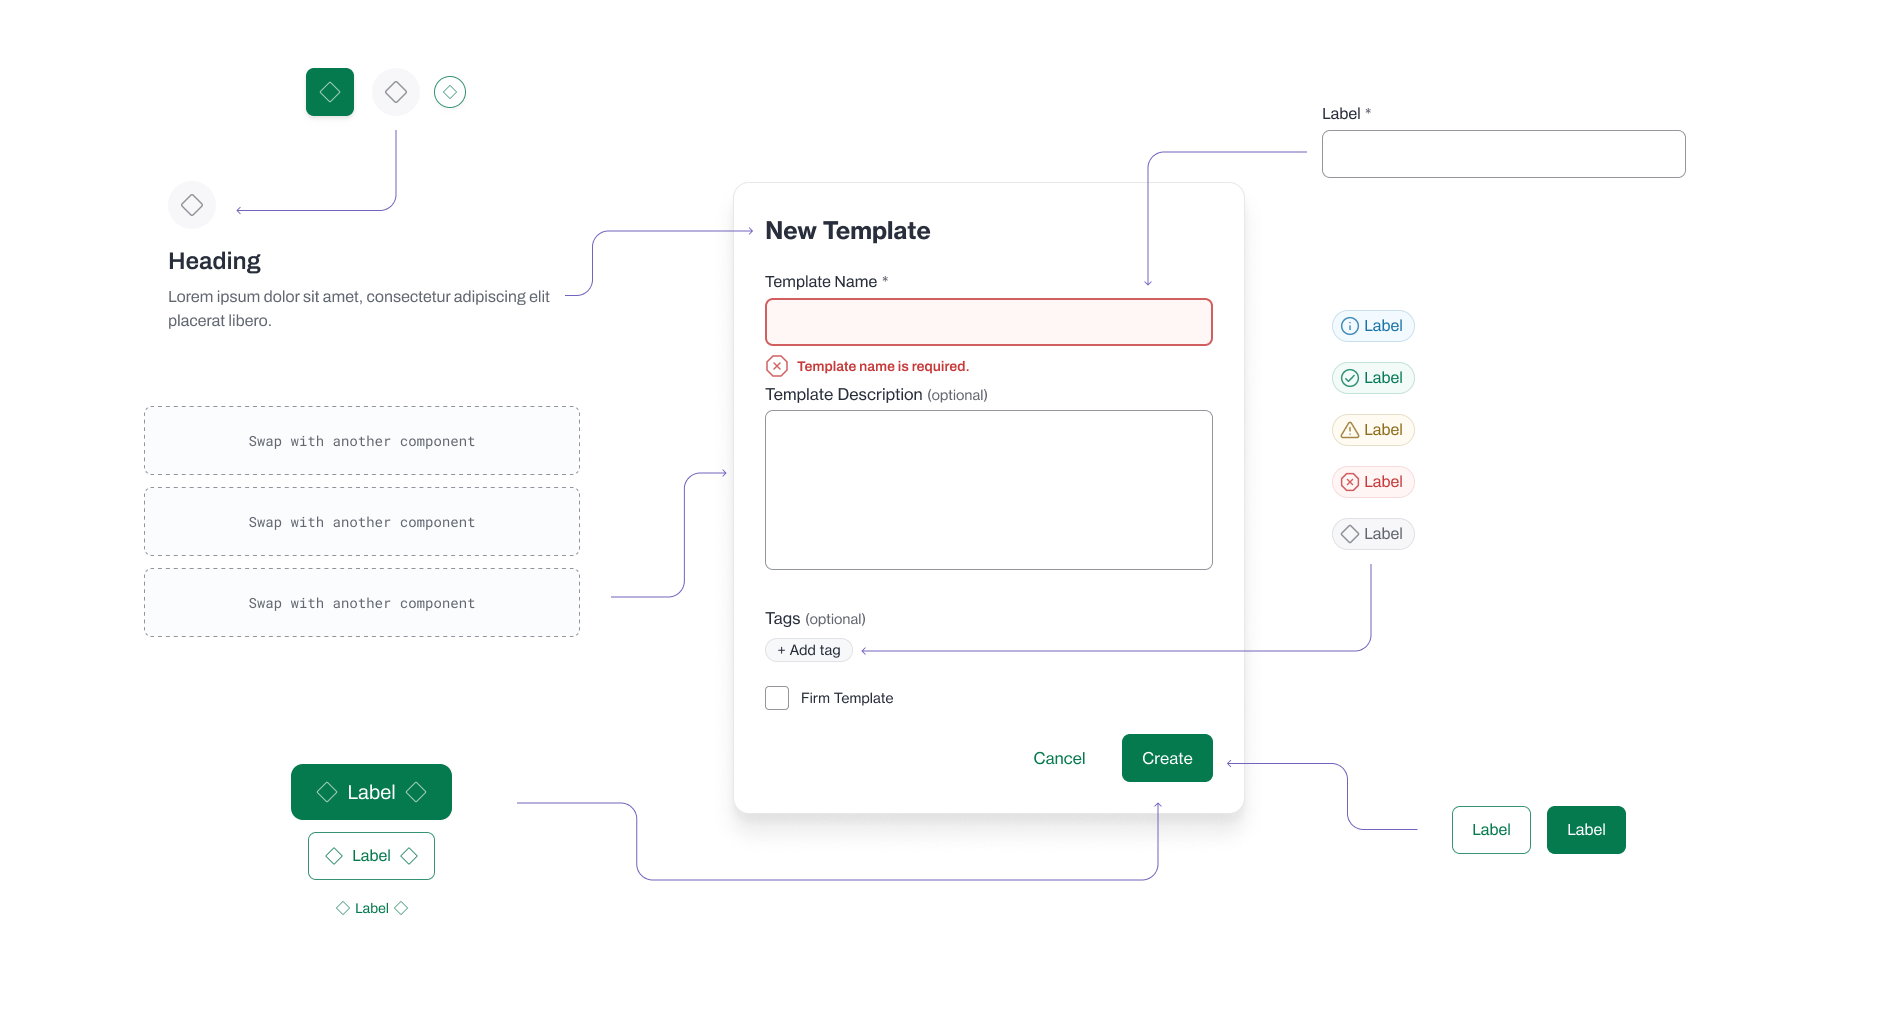 Heading
Lorem ipsum dolor sit amet, consectetur adipiscing elit
placerat libero.
Swap with another component
Swap with another component
Swap with another component
Label
Label
Label
New Template
Template Name *
Template name is required.
Template Description (optional)
Tags (optional)
+ Add tag
Firm Template
Cancel
Create
Label *
Label
Label
Label
Label
Label
Label
Label